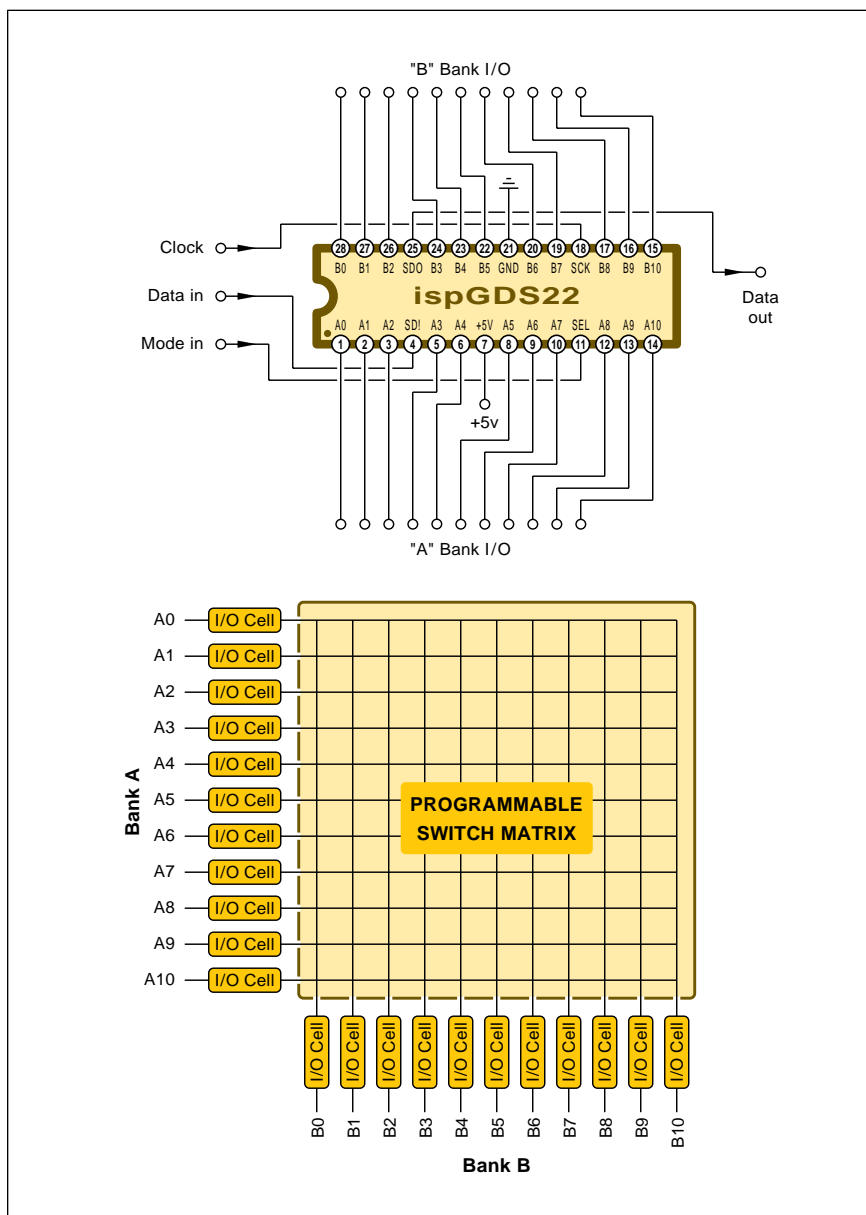 "B" Bank I/O
Clock
Data in
Mode in
28 27 26 25 24 23 22 21 20 19 18 17 16 15
B0 B1 B2 SDO B3 B4 B5 GND B6 B7 SCK B8 B9 B10
ispGDS22
A0 A1 A2 SD! A3 A4 +5V A5 A6 A7 SEL A8 A9 A10
1 2 3 4 5 6 7 8 9 10 11 12 13 14
Data
out
+5v
"A" Bank I/O
A0 I/O Cell
A1 I/O Cell
A2 I/O Cell
A3 I/O Cell
A4 I/O Cell
A5 I/O Cell
A6 I/O Cell
A7 I/O Cell
A8 I/O Cell
A9 I/O Cell
A10 I/O Cell
Bank A
PROGRAMMABLE
SWITCH MATRIX
I/O Cell I/O Cell I/O Cell I/O Cell I/O Cell I/O Cell I/O Cell I/O Cell I/O Cell I/O Cell I/O Cell
B0 B1 B2 B3 B4 B5 B6 B7 B8 B9 B10
Bank B